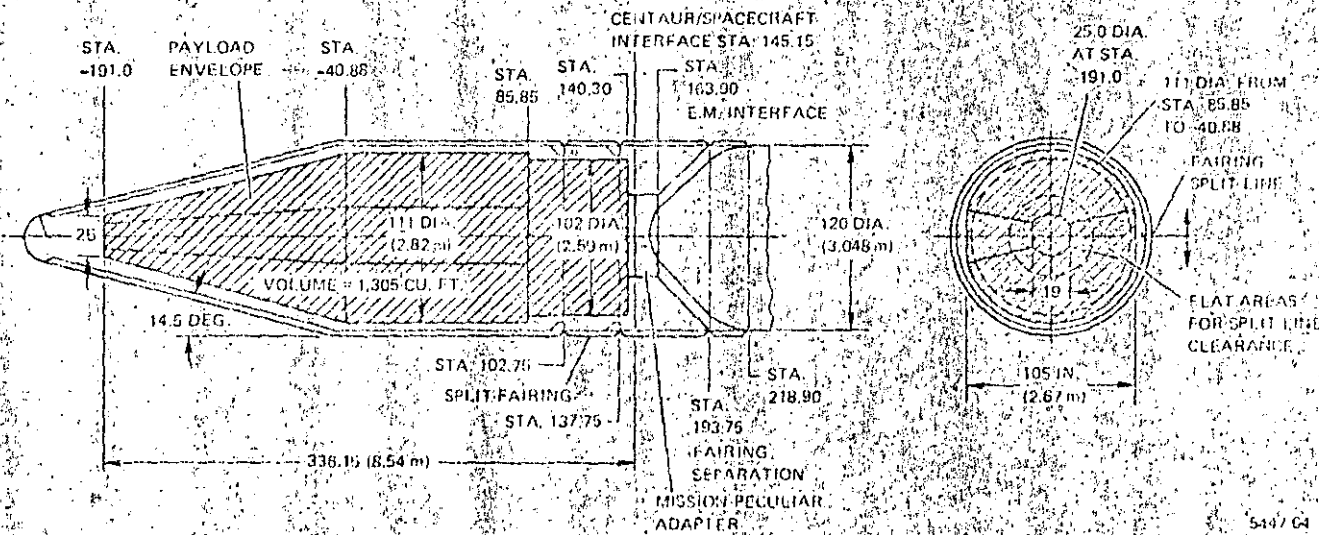 CENTAUR/SPACECRAFT
INTERFACE STA. 145.15
STA.
-191.0
PAYLOAD
ENVELOPE
STA.
-40.88
STA.
85.85
STA.
140.30
STA.
163.00
E.M. INTERFACE
26
111 DIA.
(2.82 m)
102 DIA.
(2.59 m)
120 DIA.
(3.048 m)
VOLUME = 1,305 CU. FT.
14.5 DEG.
STA. 102.75
SPLIT FAIRING
STA. 137.75
STA.
193.75
FAIRING
SEPARATION
STA.
218.90
MISSION PECULIAR
ADAPTER
336.15 (8.54 m)
25.0 DIA.
AT STA.
191.0
111 DIA. FROM
STA. 85.85
TO -40.88
FAIRING
SPLIT LINE
19
FLAT AREAS
FOR SPLIT LINE
CLEARANCE
105 IN.
(2.67 m)